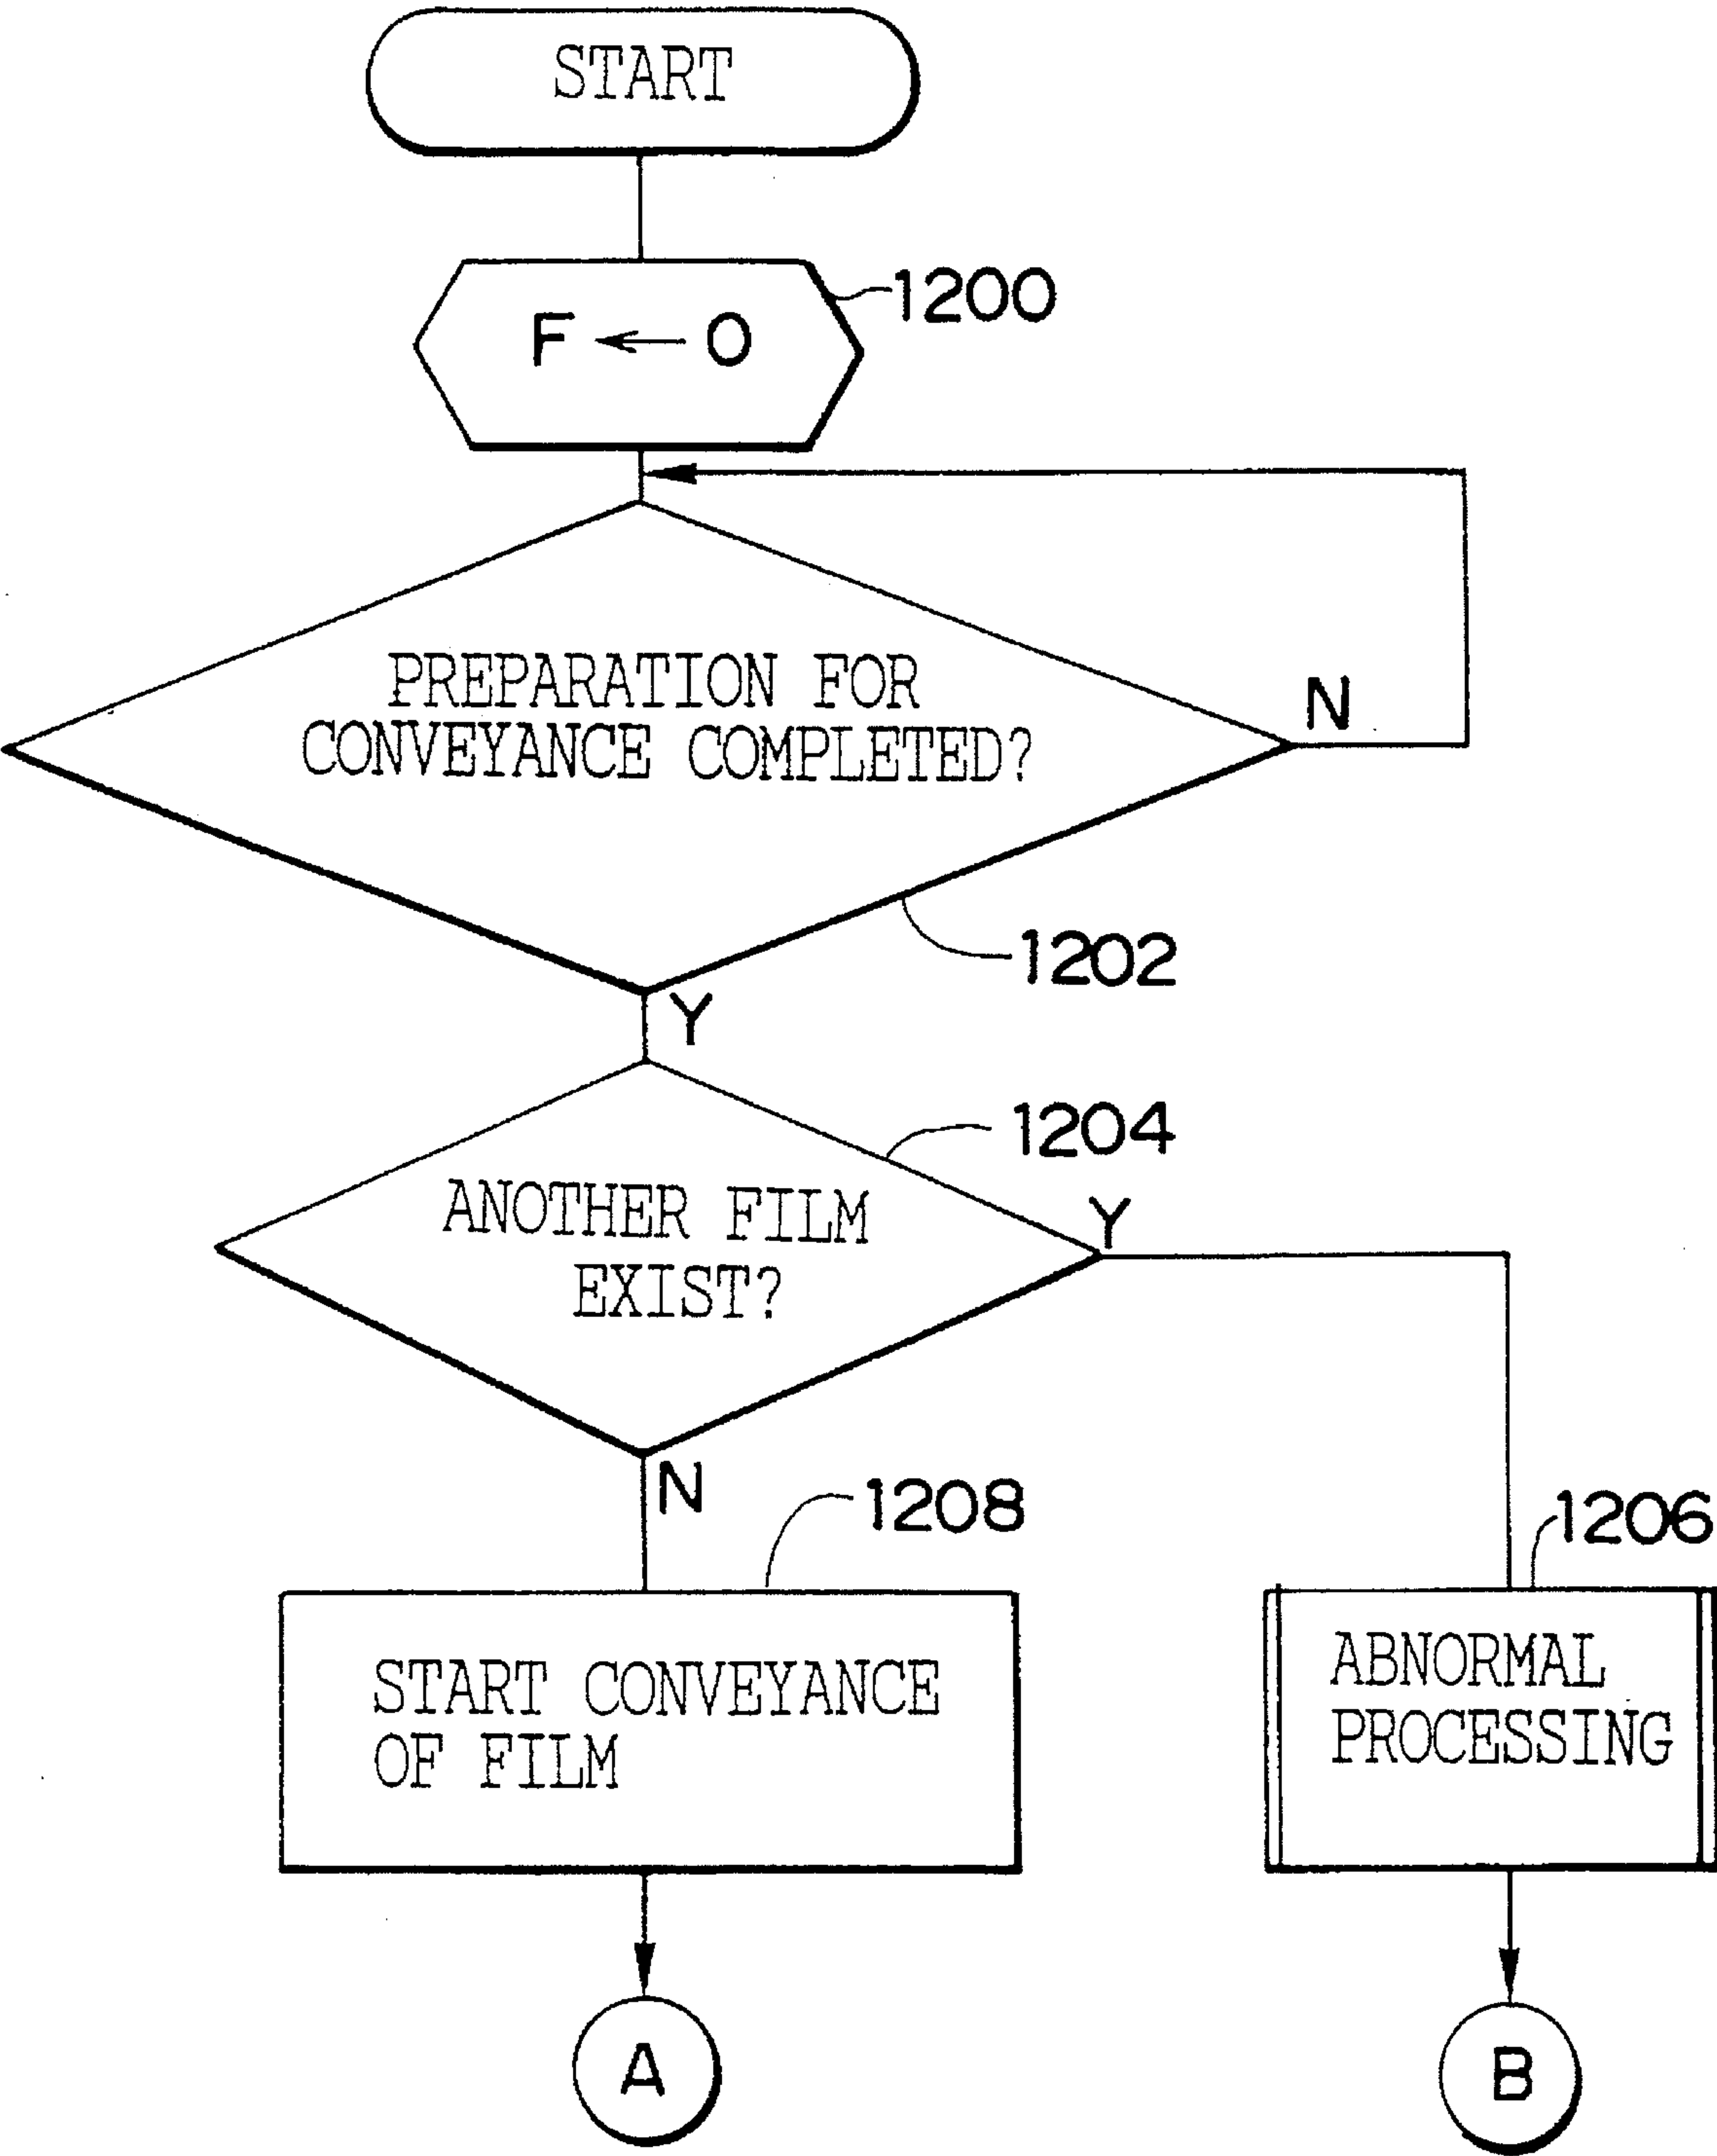 START
F ← O
1200
PREPARATION FOR
CONVEYANCE COMPLETED?
N
1202
Y
1204
ANOTHER FILM
EXIST?
Y
N
1208
1206
START CONVEYANCE
OF FILM
ABNORMAL
PROCESSING
A
B